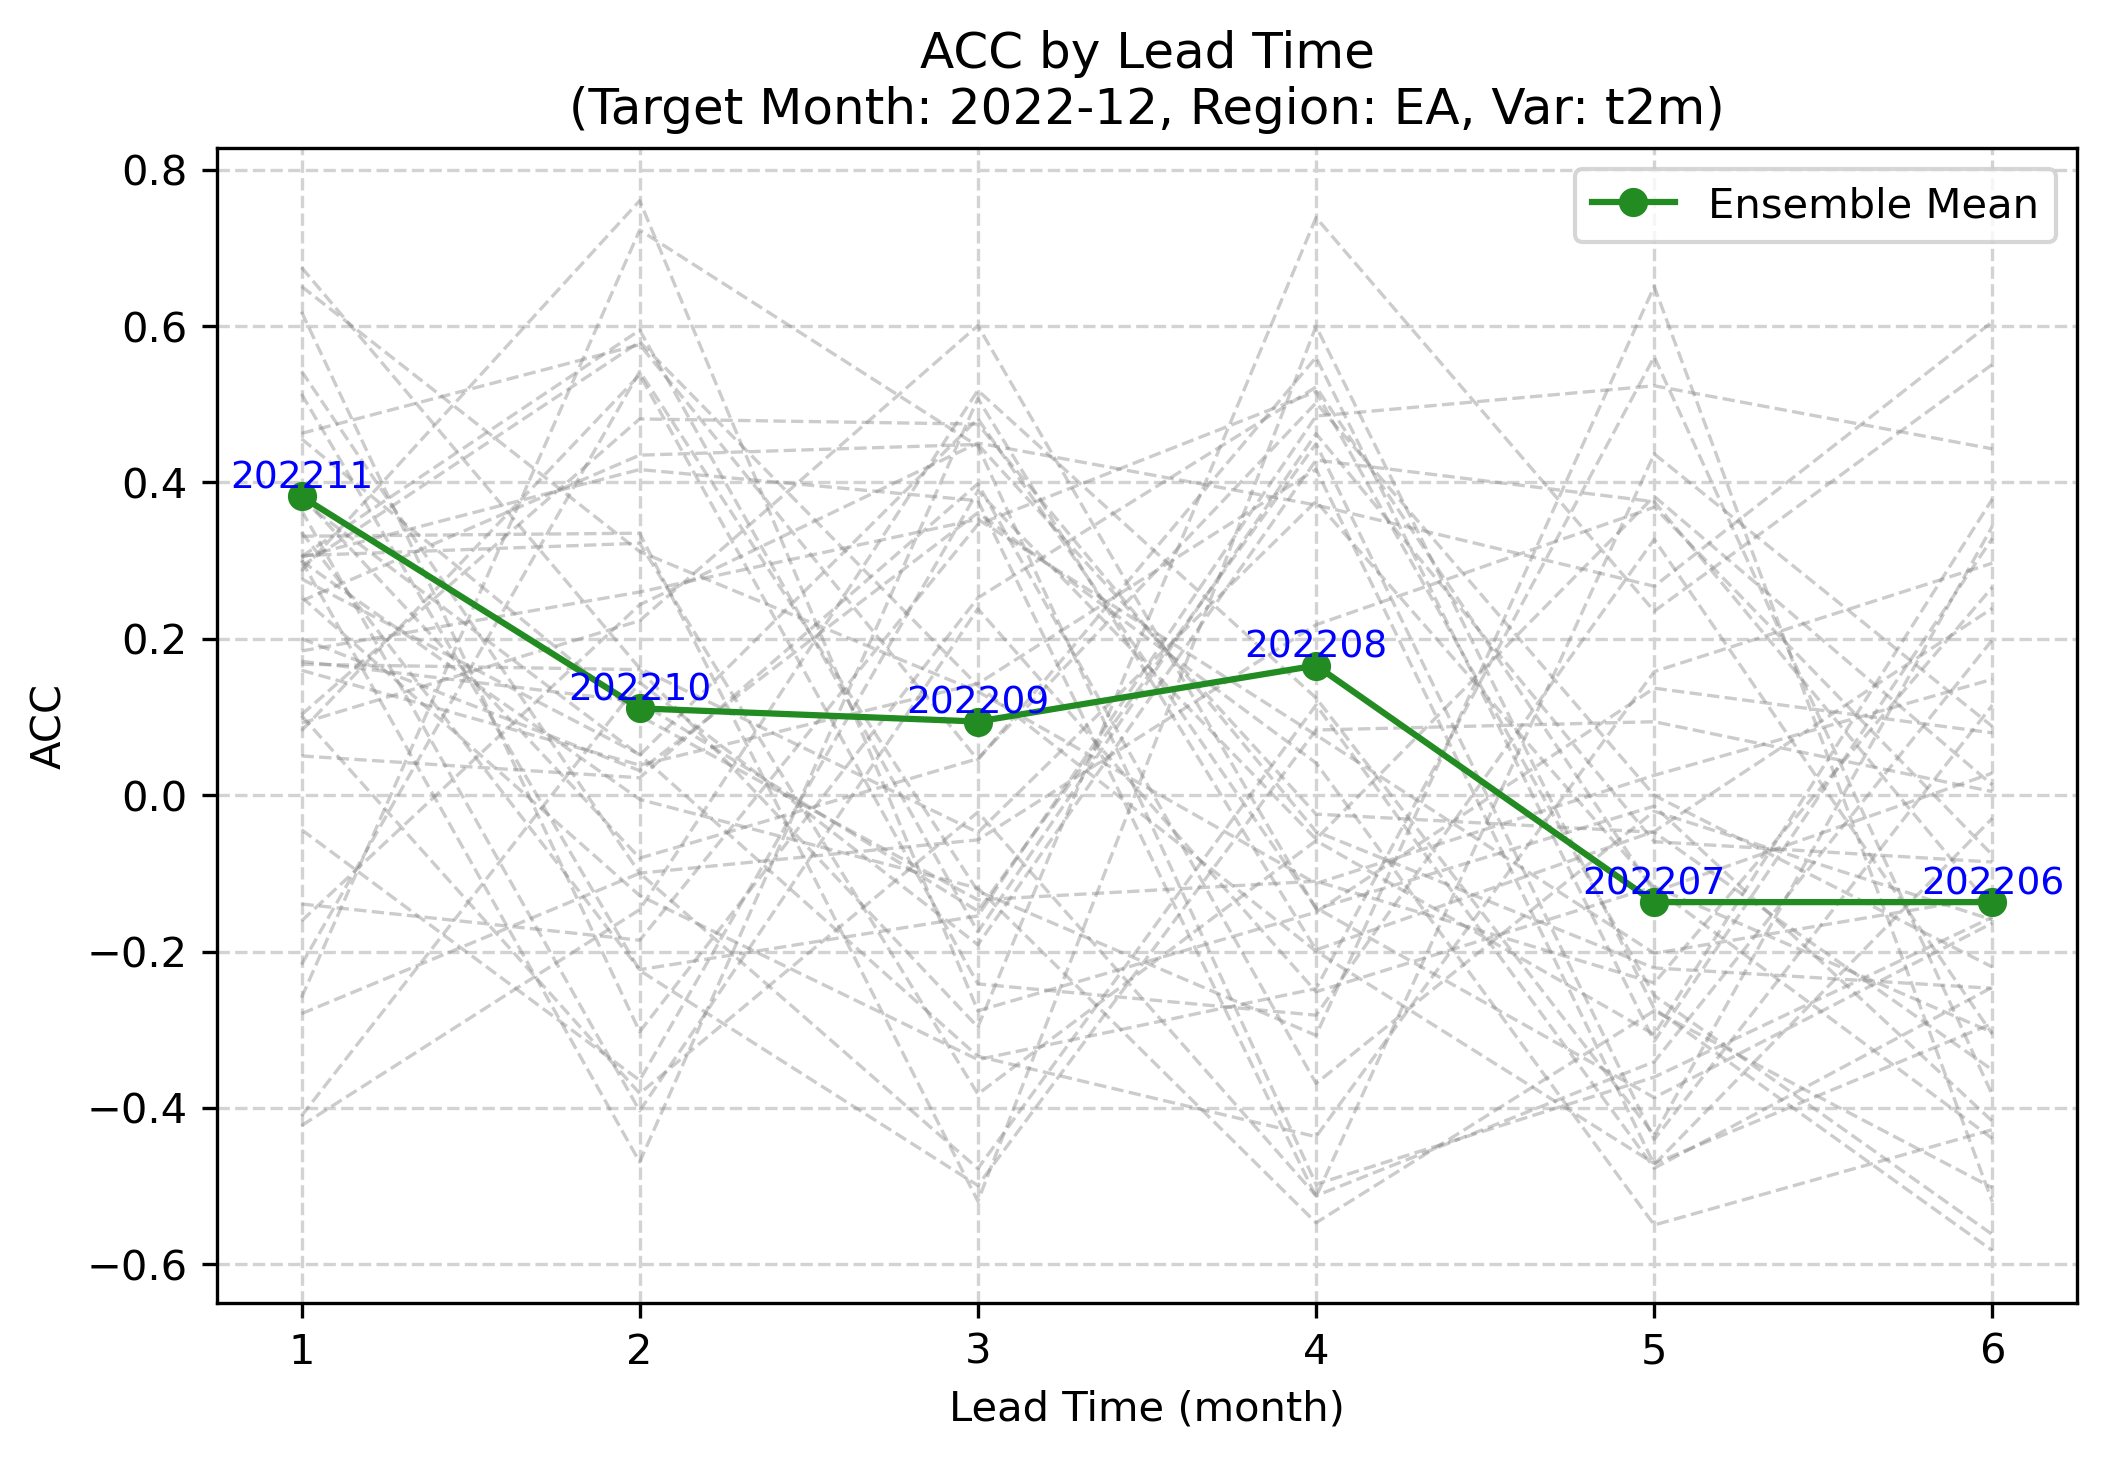 ACC by Lead Time
(Target Month: 2022-12, Region: EA, Var: t2m)
Ensemble Mean
ACC
0.8
0.6
0.4
0.2
0.0
−0.2
−0.4
−0.6
202211
202210
202209
202208
202207
202206
1 2 3 4 5 6
Lead Time (month)